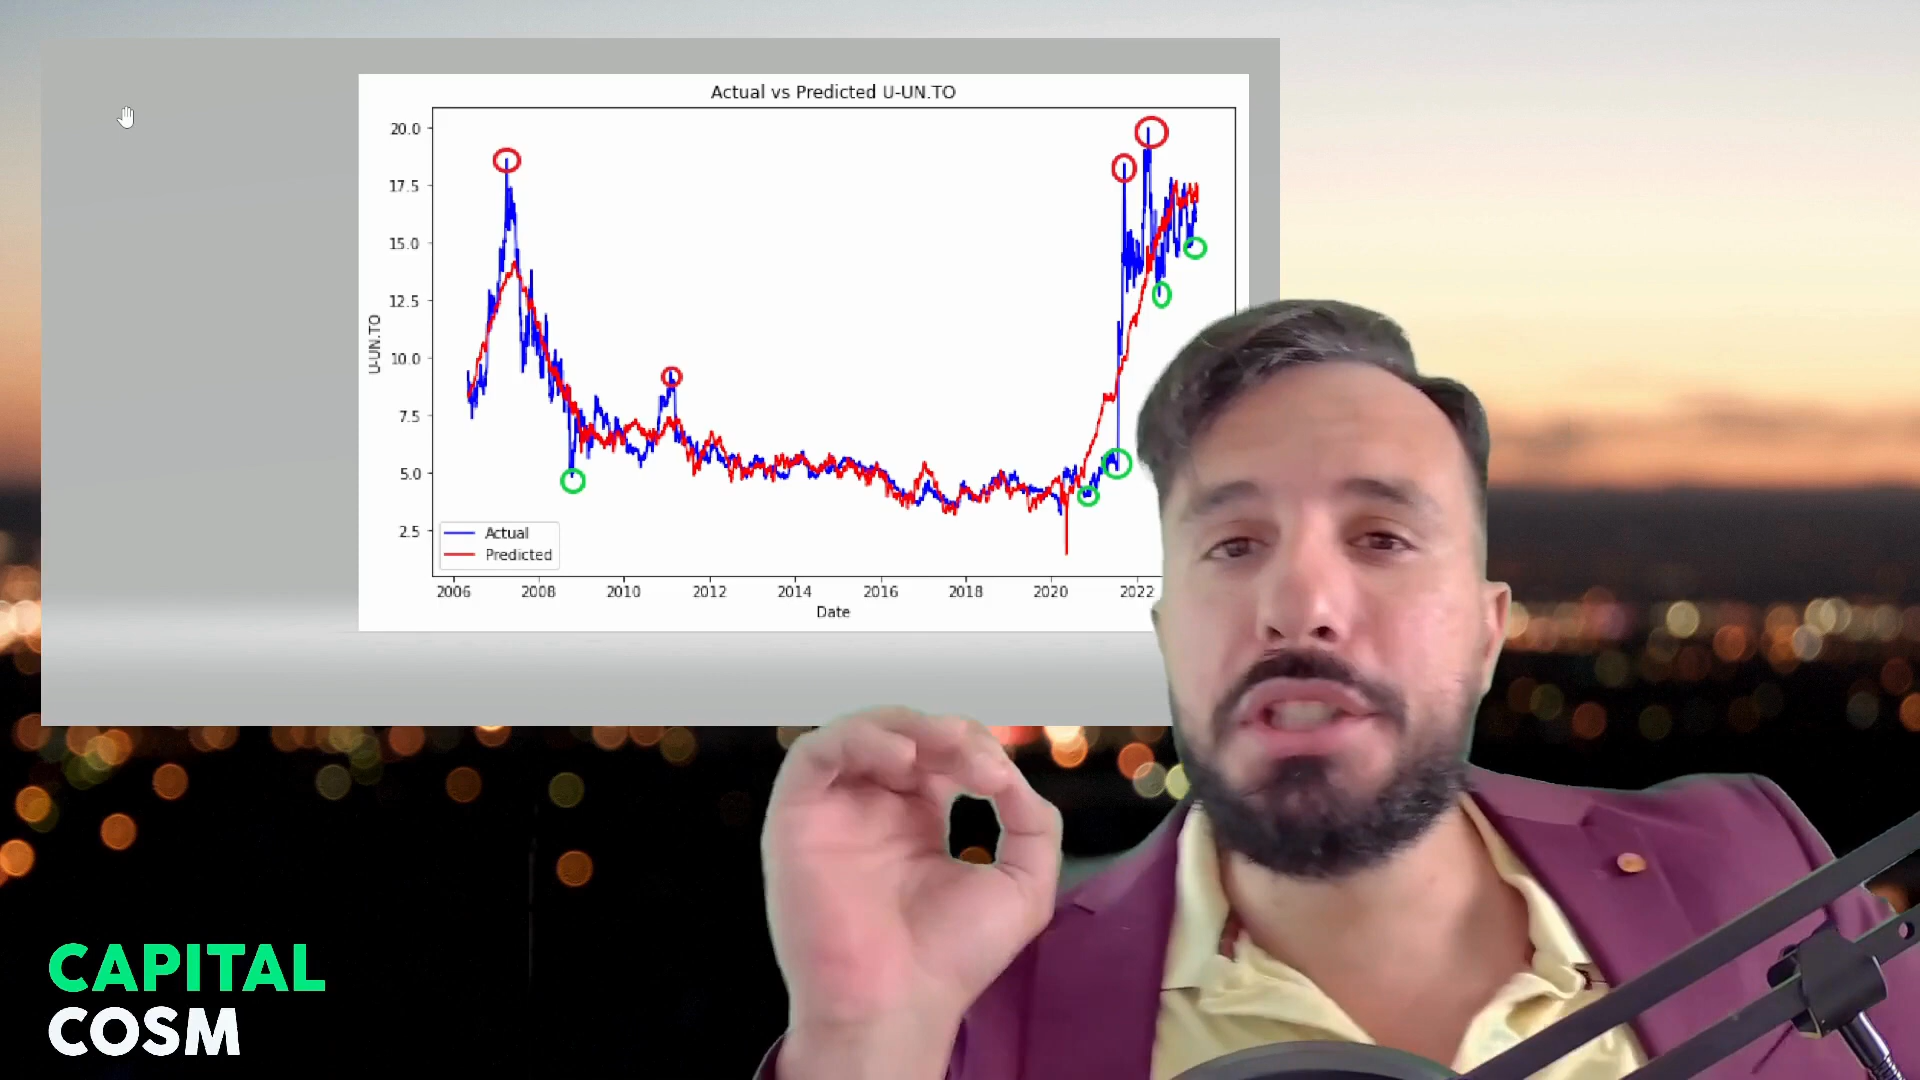 Actual vs Predicted U-UN.TO
20.0
17.5
15.0
12.5
10.0
7.5
5.0
2.5
U-UN.TO
Actual
Predicted
2006 2008 2010 2012 2014 2016 2018 2020 2022
Date
CAPITAL
COSM